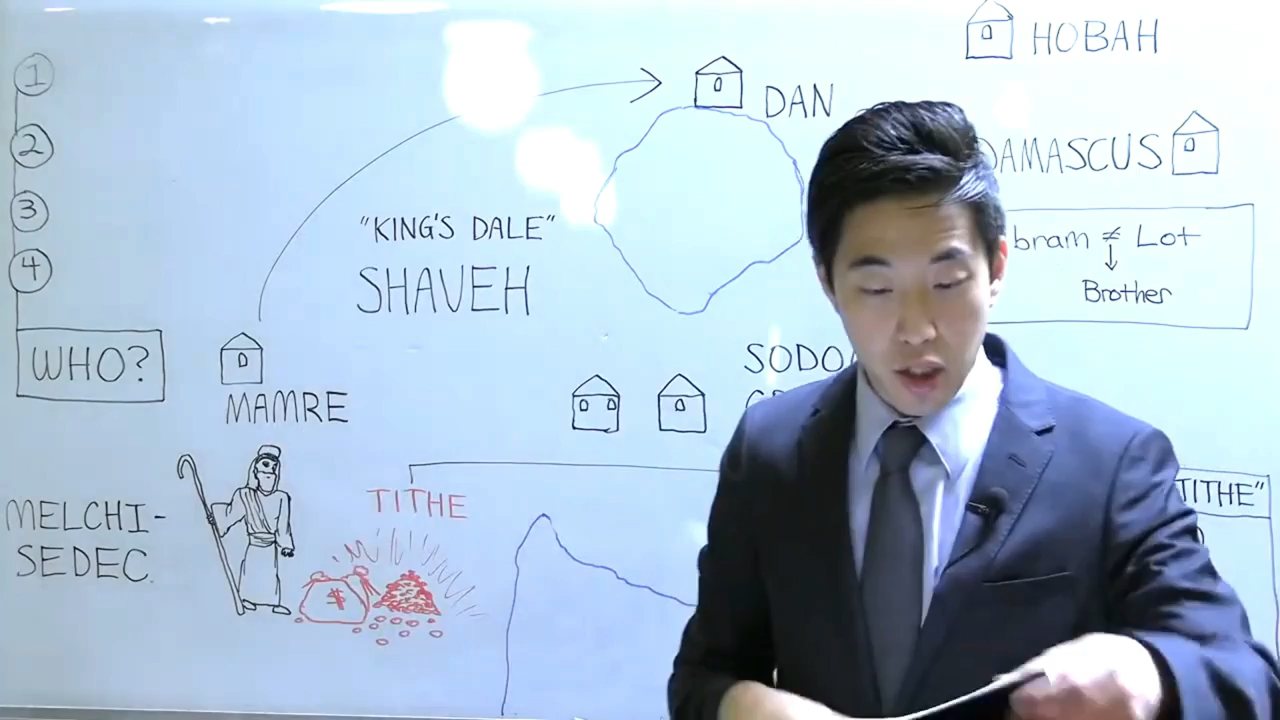 1
2
3
4
WHO?
HOBAH
DAN
DAMASCUS
"KING'S DALE"
SHAVEH
bram ≠ Lot
Brother
MAMRE
SODO
MELCHI-
SEDEC.
TITHE
$
TITHE"